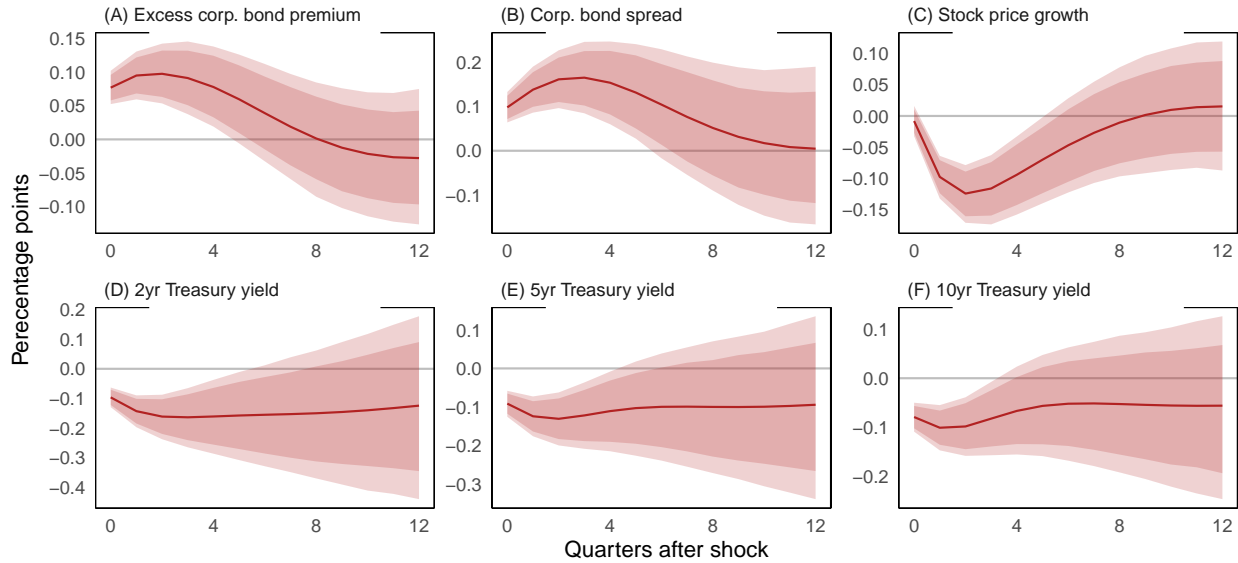 (A) Excess corp. bond premium
0.15
0.10
0.05
0.00
−0.05
−0.10
0 4 8 12
(B) Corp. bond spread
0.2
0.1
0.0
−0.1
0 4 8 12
(C) Stock price growth
0.10
0.05
0.00
−0.05
−0.10
−0.15
0 4 8 12
Perecentage points
(D) 2yr Treasury yield
0.2
0.1
0.0
−0.1
−0.2
−0.3
−0.4
0 4 8 12
(E) 5yr Treasury yield
0.1
0.0
−0.1
−0.2
−0.3
0 4 8 12
(F) 10yr Treasury yield
0.1
0.0
−0.1
−0.2
0 4 8 12
Quarters after shock